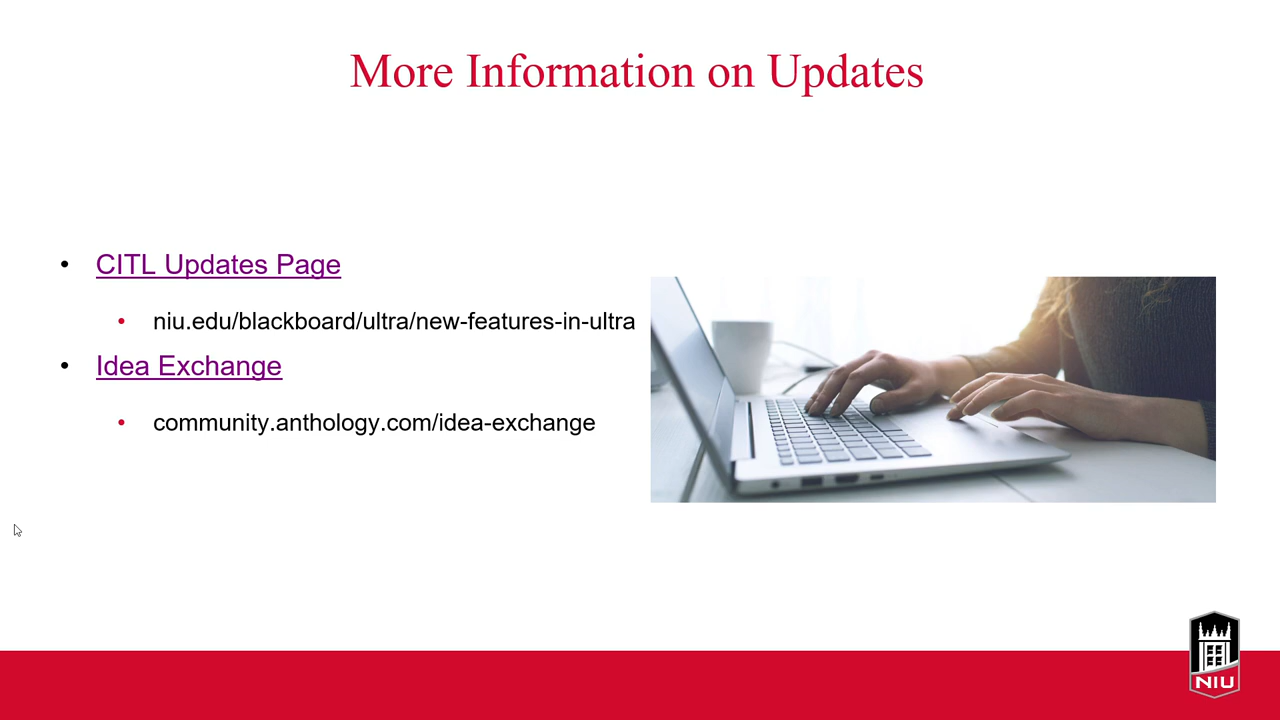 More Information on Updates
• CITL Updates Page
• niu.edu/blackboard/ultra/new-features-in-ultra
• Idea Exchange
• community.anthology.com/idea-exchange
NIU